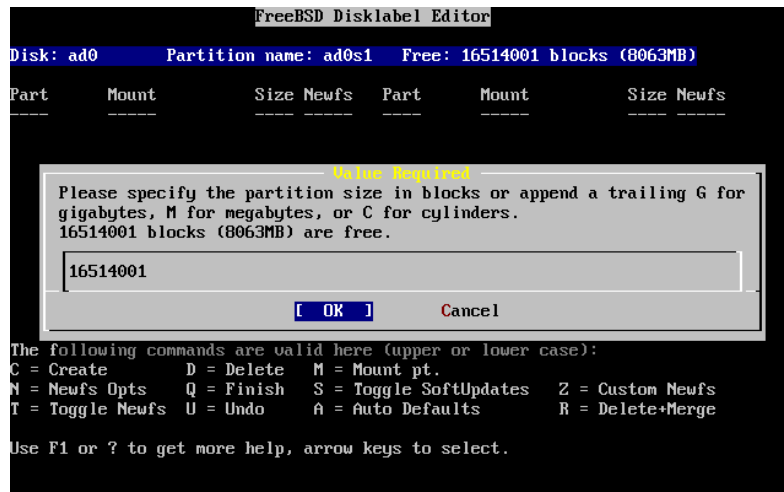 FreeBSD Disklabel Editor
Disk: ad0 Partition name: ad0s1 Free: 16514001 blocks (8063MB)
Part Mount Size Newfs Part Mount Size Newfs
---- ----- ---- ----- ---- ----- ---- -----
Value Required
Please specify the partition size in blocks or append a trailing G for
gigabytes, M for megabytes, or C for cylinders.
16514001 blocks (8063MB) are free.
16514001
[ OK ] Cancel
The following commands are valid here (upper or lower case):
C = Create D = Delete M = Mount pt.
N = Newfs Opts Q = Finish S = Toggle SoftUpdates Z = Custom Newfs
T = Toggle Newfs U = Undo A = Auto Defaults R = Delete+Merge
Use F1 or ? to get more help, arrow keys to select.